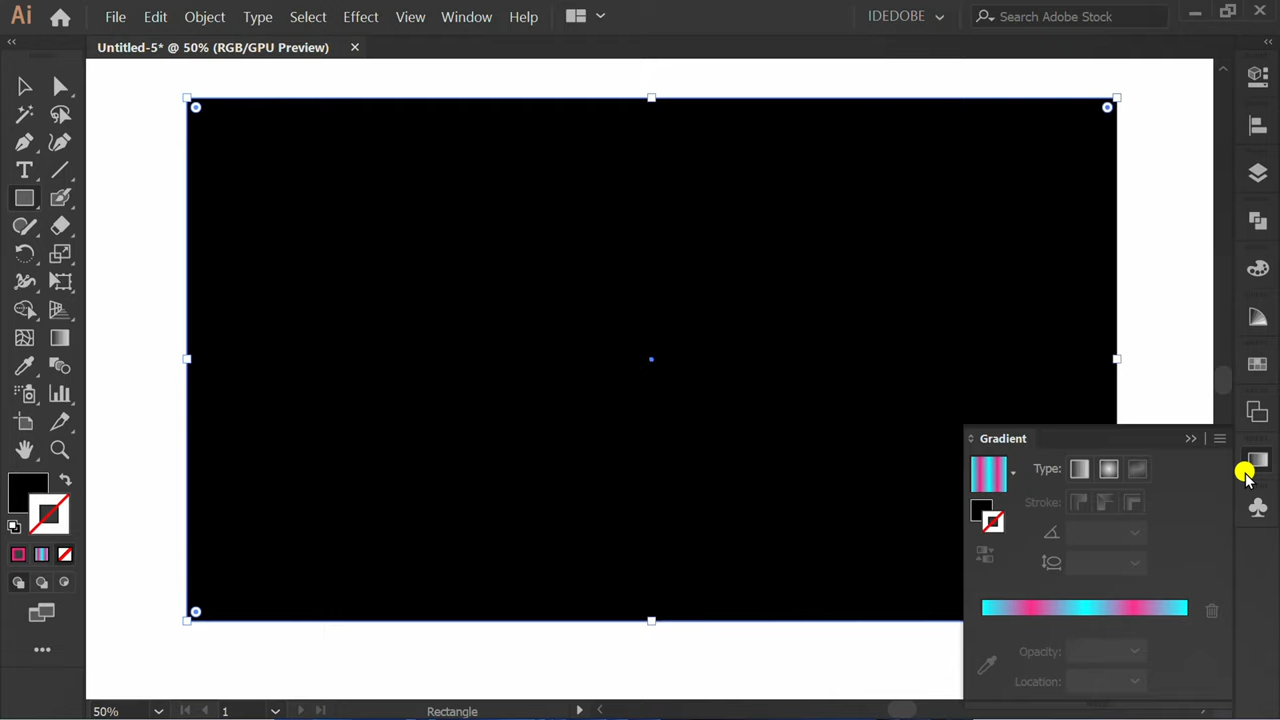 Ai File Edit Object Type Select Effect View Window Help IDEDOBE Search Adobe Stock
Untitled-5* @ 50% (RGB/GPU Preview)
Gradient
Type:
Stroke:
Opacity:
Location:
50% 1 Rectangle